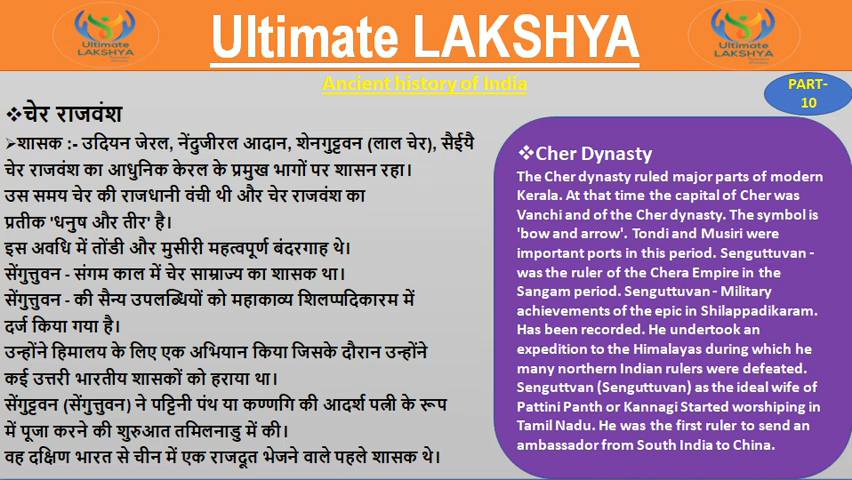 Ultimate
LAKSHYA
Ultimate LAKSHYA
Ultimate
LAKSHYA
Ancient history of India
PART-
10
❖चेर राजवंश
➢शासक :- उदियन जेरल, नेंदुजीरल आदान, शेनगुट्टवन (लाल चेर), सैईयै
चेर राजवंश का आधुनिक केरल के प्रमुख भागों पर शासन रहा।
उस समय चेर की राजधानी वंची थी और चेर राजवंश का
प्रतीक 'धनुष और तीर' है।
इस अवधि में तोंडी और मुसीरी महत्वपूर्ण बंदरगाह थे।
सेंगुत्तुवन - संगम काल में चेर साम्राज्य का शासक था।
सेंगुत्तुवन - की सैन्य उपलब्धियों को महाकाव्य शिलप्पदिकारम में
दर्ज किया गया है।
उन्होंने हिमालय के लिए एक अभियान किया जिसके दौरान उन्होंने
कई उत्तरी भारतीय शासकों को हराया था।
सेंगुट्टवन (सेंगुत्तुवन) ने पट्टिनी पंथ या कण्णगि की आदर्श पत्नी के रूप
में पूजा करने की शुरुआत तमिलनाडु में की।
वह दक्षिण भारत से चीन में एक राजदूत भेजने वाले पहले शासक थे।
❖Cher Dynasty
The Cher dynasty ruled major parts of modern
Kerala. At that time the capital of Cher was
Vanchi and of the Cher dynasty. The symbol is
'bow and arrow'. Tondi and Musiri were
important ports in this period. Senguttuvan -
was the ruler of the Chera Empire in the
Sangam period. Senguttuvan - Military
achievements of the epic in Shilappadikaram.
Has been recorded. He undertook an
expedition to the Himalayas during which he
many northern Indian rulers were defeated.
Senguttvan (Senguttuvan) as the ideal wife of
Pattini Panth or Kannagi Started worshiping in
Tamil Nadu. He was the first ruler to send an
ambassador from South India to China.